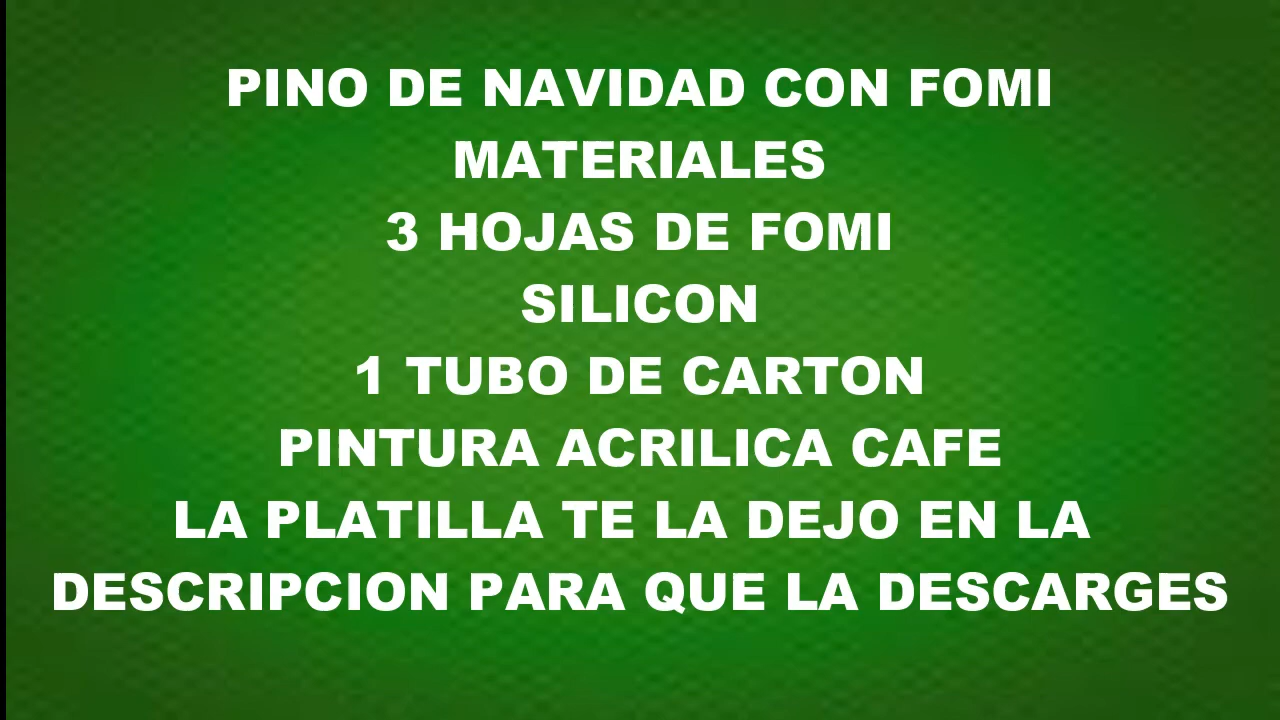 PINO DE NAVIDAD CON FOMI
MATERIALES
3 HOJAS DE FOMI
SILICON
1 TUBO DE CARTON
PINTURA ACRILICA CAFE
LA PLATILLA TE LA DEJO EN LA
DESCRIPCION PARA QUE LA DESCARGES